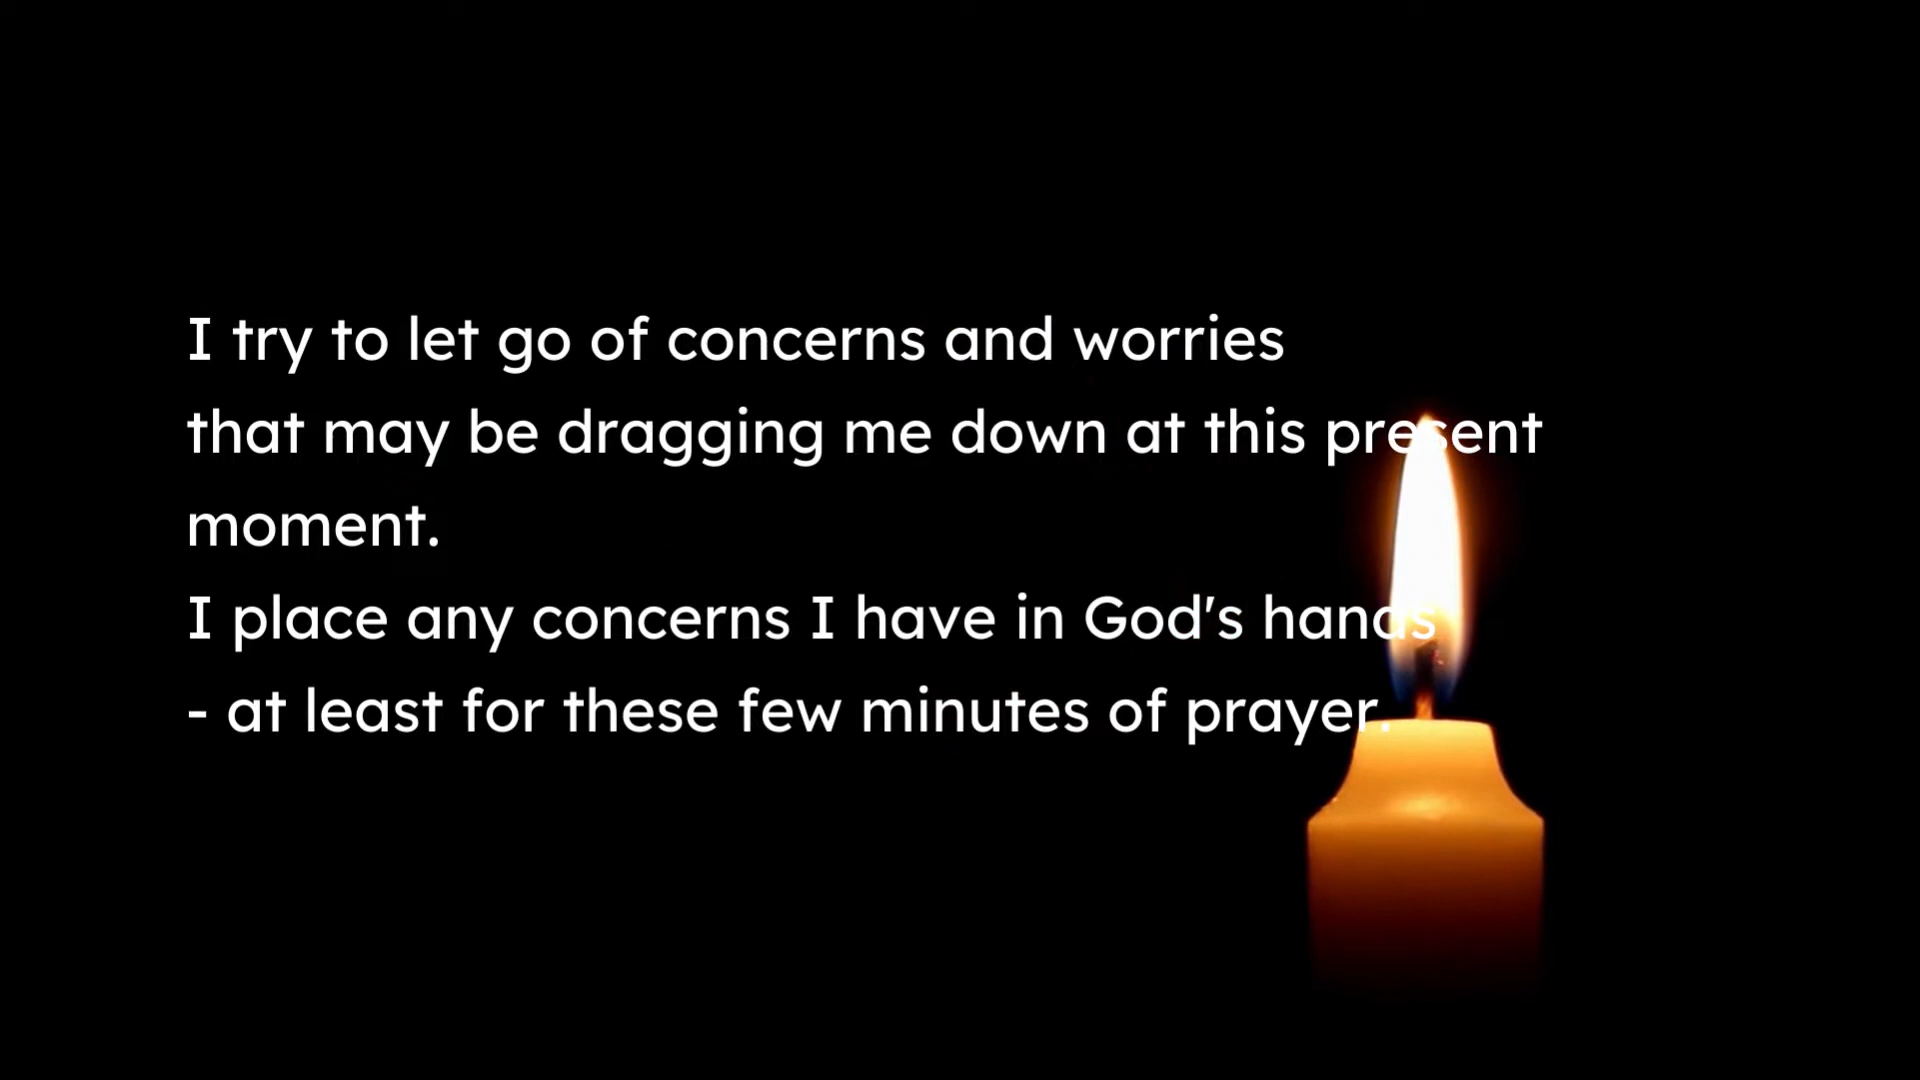 I try to let go of concerns and worries
that may be dragging me down at this present
moment.
I place any concerns I have in God's hands
- at least for these few minutes of prayer.